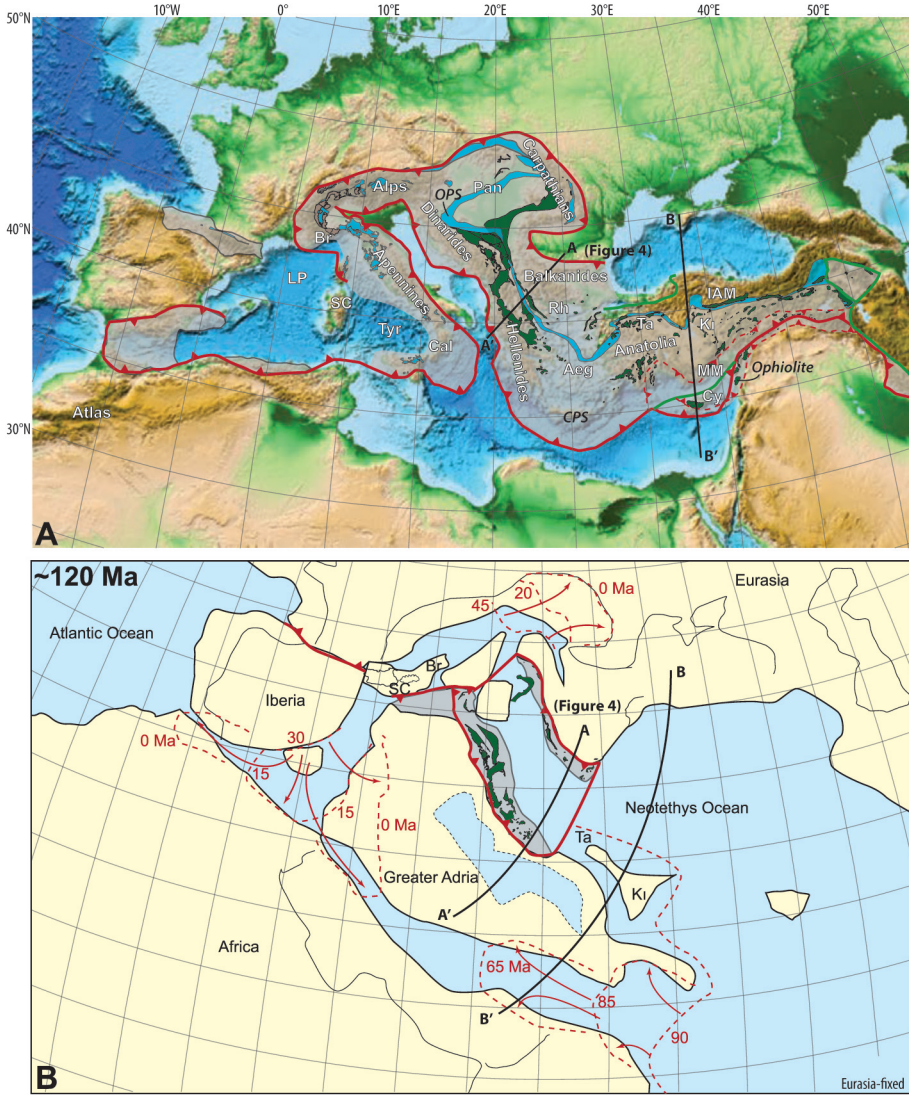 10°W 0° 10°E 20°E 30°E 40°E 50°E
50°N
40°N
30°N
Carpathians
Alps
OPS
Pan
Dinarides
B
Br
A (Figure 4)
Apennines
Balkanides
LP
IAM
SC
Rh
Ta
Kı
Tyr
A'
Anatolia
Cal
Hellenides
Aeg
MM
Ophiolite
Cy
Atlas
CPS
B'
A
~120 Ma
0 Ma
Eurasia
20
45
Atlantic Ocean
Br
B
SC
Iberia
(Figure 4)
A
0 Ma
30
15
15
Neotethys Ocean
0 Ma
Ta
Greater Adria
Kı
A'
Africa
65 Ma
85
B'
90
B
Eurasia-fixed